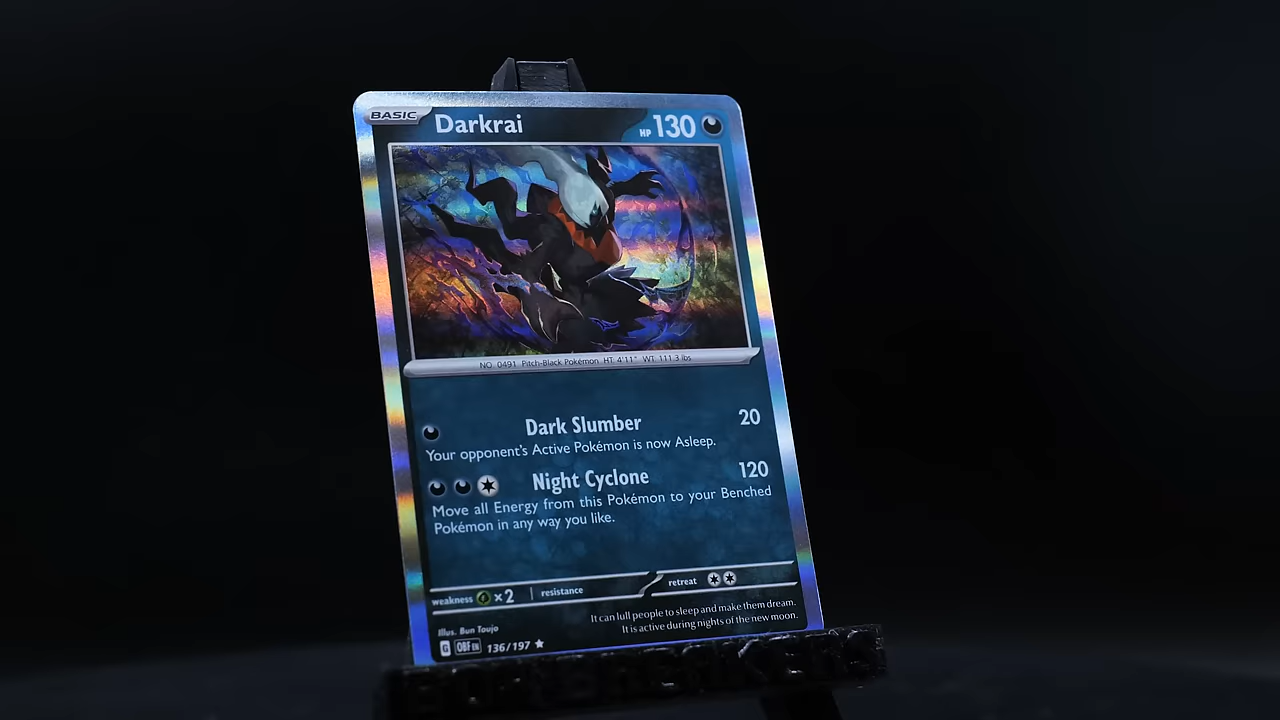 BASIC Darkrai HP 130
NO. 0491 Pitch-Black Pokémon HT: 4'11" WT: 111.3 lbs
Dark Slumber 20
Your opponent's Active Pokémon is now Asleep.
Night Cyclone 120
Move all Energy from this Pokémon to your Benched
Pokémon in any way you like.
weakness ×2 resistance retreat
It can lull people to sleep and make them dream.
It is active during nights of the new moon.
Illus. Bun Toujo
G OBF EN 136/197